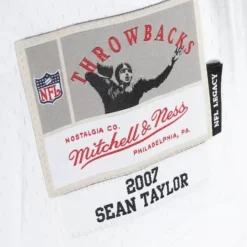 THROWBACKS
NFL
NOSTALGIA CO.
Mitchell & Ness
PHILADELPHIA, PA.
NFL LEGACY
2007
SEAN TAYLOR